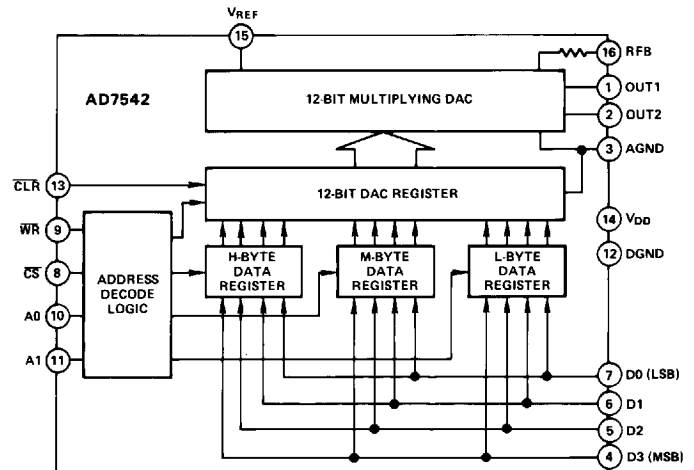 VREF
15
16 RFB
AD7542
12-BIT MULTIPLYING DAC
1 OUT1
2 OUT2
3 AGND
CLR 13
12-BIT DAC REGISTER
WR 9
14 VDD
CS 8
ADDRESS
DECODE
LOGIC
H-BYTE
DATA
REGISTER
M-BYTE
DATA
REGISTER
L-BYTE
DATA
REGISTER
12 DGND
A0 10
A1 11
7 D0 (LSB)
6 D1
5 D2
4 D3 (MSB)